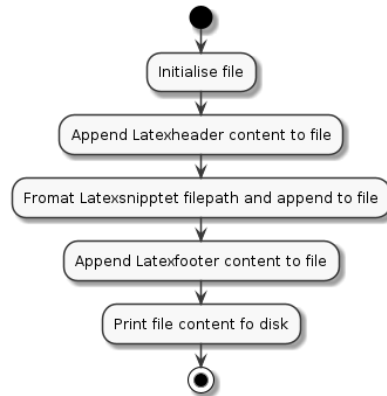 Initialise file
Append Latexheader content to file
Fromat Latexsnipptet filepath and append to file
Append Latexfooter content to file
Print file content fo disk